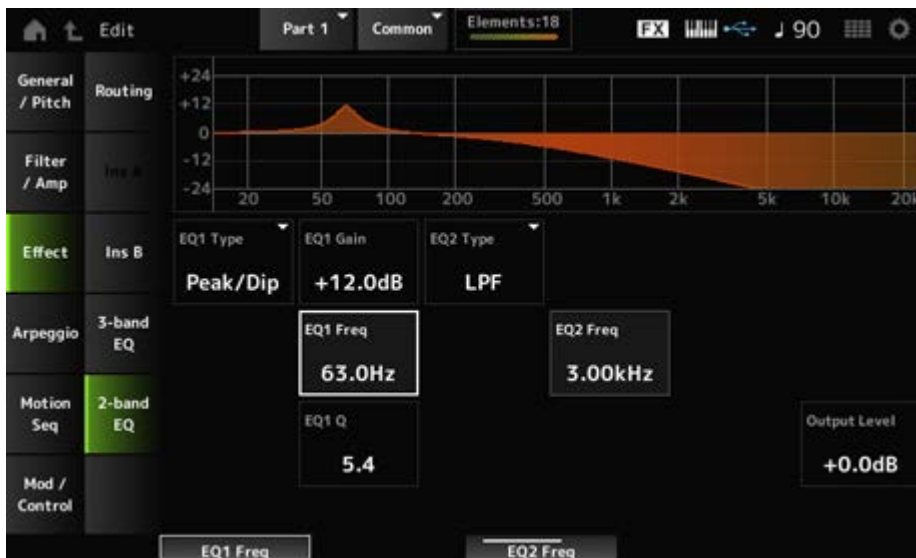 Edit
Part 1
Common
Elements:18
FX
90
General
/ Pitch
Routing
Filter
/ Amp
Ins A
Effect
Ins B
Arpeggio
3-band
EQ
Motion
Seq
2-band
EQ
Mod /
Control
+24
+12
0
-12
-24
20 50 100 200 500 1k 2k 5k 10k
EQ1 Type
Peak/Dip
EQ1 Gain
+12.0dB
EQ2 Type
LPF
EQ1 Freq
63.0Hz
EQ2 Freq
3.00kHz
EQ1 Q
5.4
Output Level
+0.0dB
EQ1 Freq
EQ2 Freq